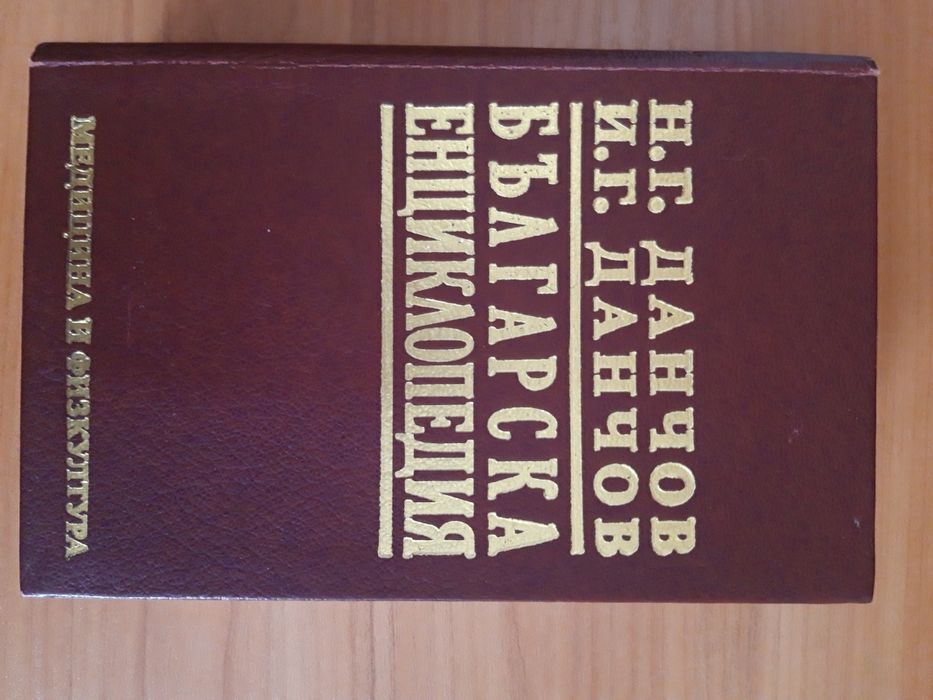 Н.Г. ДАНЧОВ
И.Г. ДАНЧОВ
БЪЛГАРСКА
ЕНЦИКЛОПЕДИЯ
МЕДИЦИНА И ФИЗКУЛТУРА